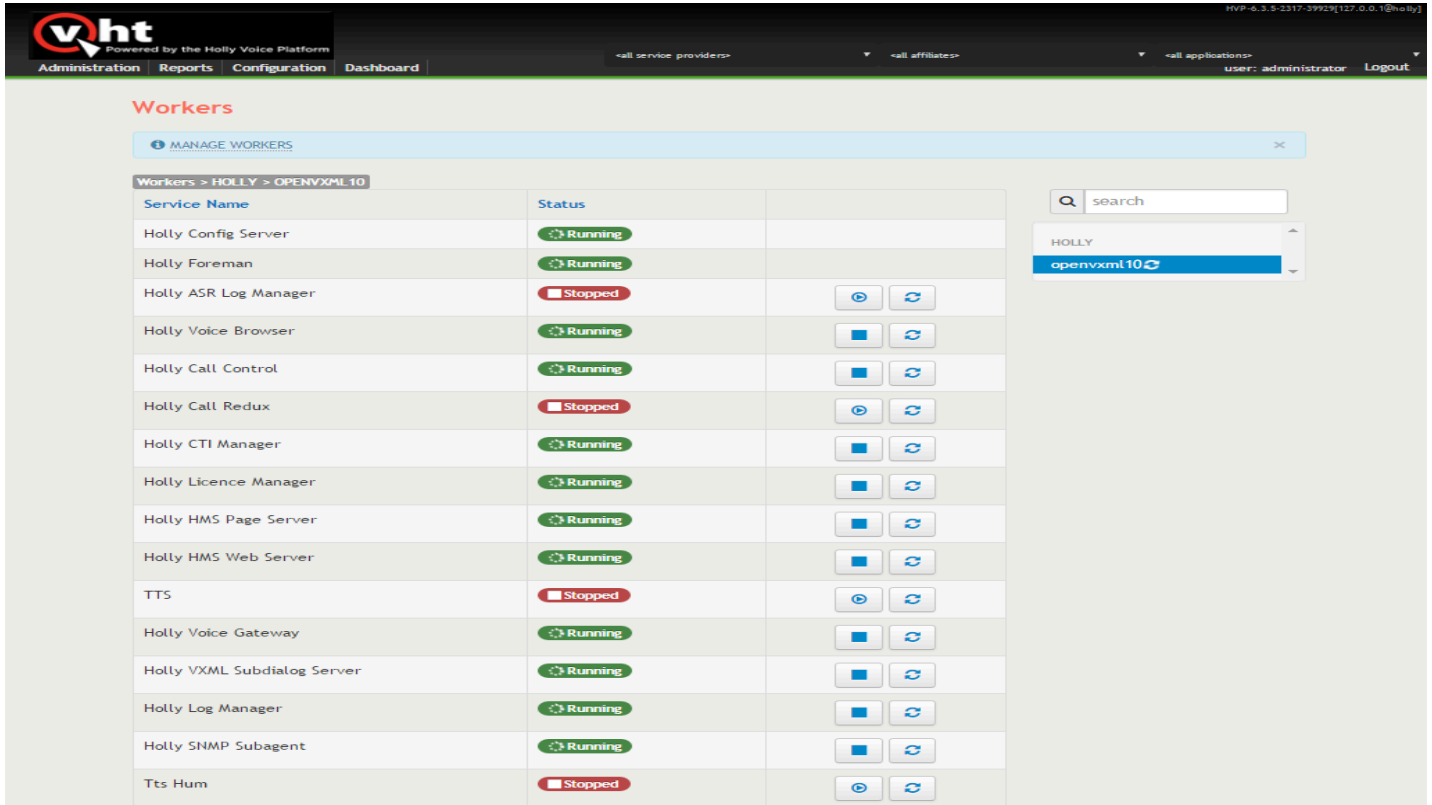 HVP-6.3.5-2317-39929[127.0.0.1@holly]
vht
Powered by the Holly Voice Platform
<all service providers> <all affiliates> <all applications>
Administration Reports Configuration Dashboard user: administrator Logout
Workers
MANAGE WORKERS ×
Workers > HOLLY > OPENVXML10
Service Name Status search
Holly Config Server Running HOLLY
Holly Foreman Running openvxml10
Holly ASR Log Manager Stopped
Holly Voice Browser Running
Holly Call Control Running
Holly Call Redux Stopped
Holly CTI Manager Running
Holly Licence Manager Running
Holly HMS Page Server Running
Holly HMS Web Server Running
TTS Stopped
Holly Voice Gateway Running
Holly VXML Subdialog Server Running
Holly Log Manager Running
Holly SNMP Subagent Running
Tts Hum Stopped